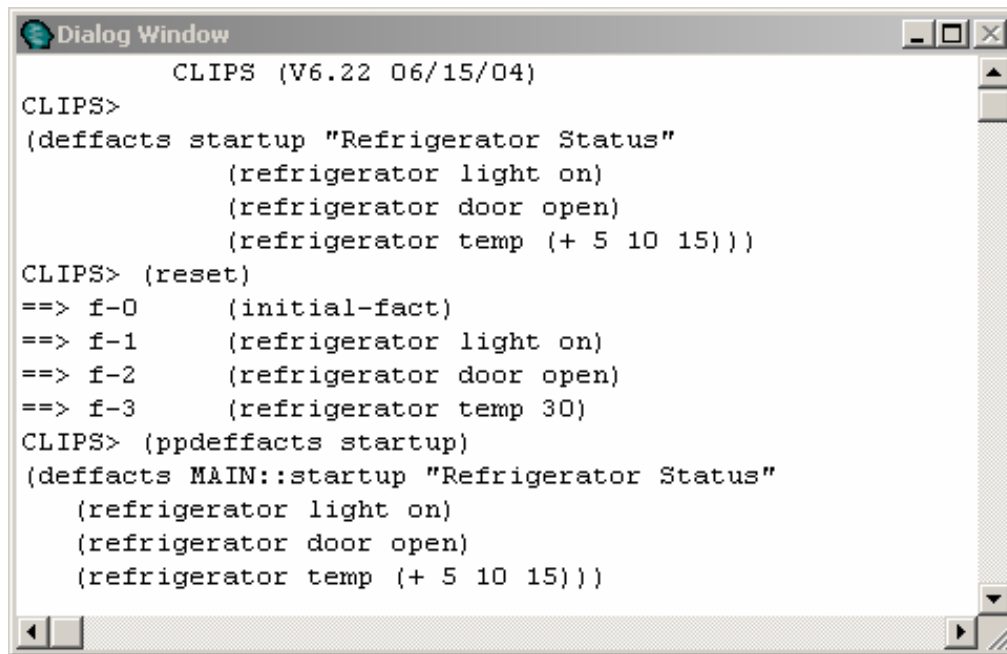 Dialog Window
CLIPS (V6.22 06/15/04)
CLIPS>
(deffacts startup "Refrigerator Status"
(refrigerator light on)
(refrigerator door open)
(refrigerator temp (+ 5 10 15)))
CLIPS> (reset)
==> f-0 (initial-fact)
==> f-1 (refrigerator light on)
==> f-2 (refrigerator door open)
==> f-3 (refrigerator temp 30)
CLIPS> (ppdeffacts startup)
(deffacts MAIN::startup "Refrigerator Status"
(refrigerator light on)
(refrigerator door open)
(refrigerator temp (+ 5 10 15)))